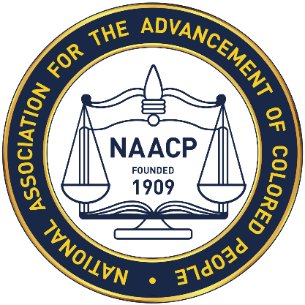 NATIONAL ASSOCIATION FOR THE ADVANCEMENT OF COLORED PEOPLE •
NAACP
FOUNDED
1909